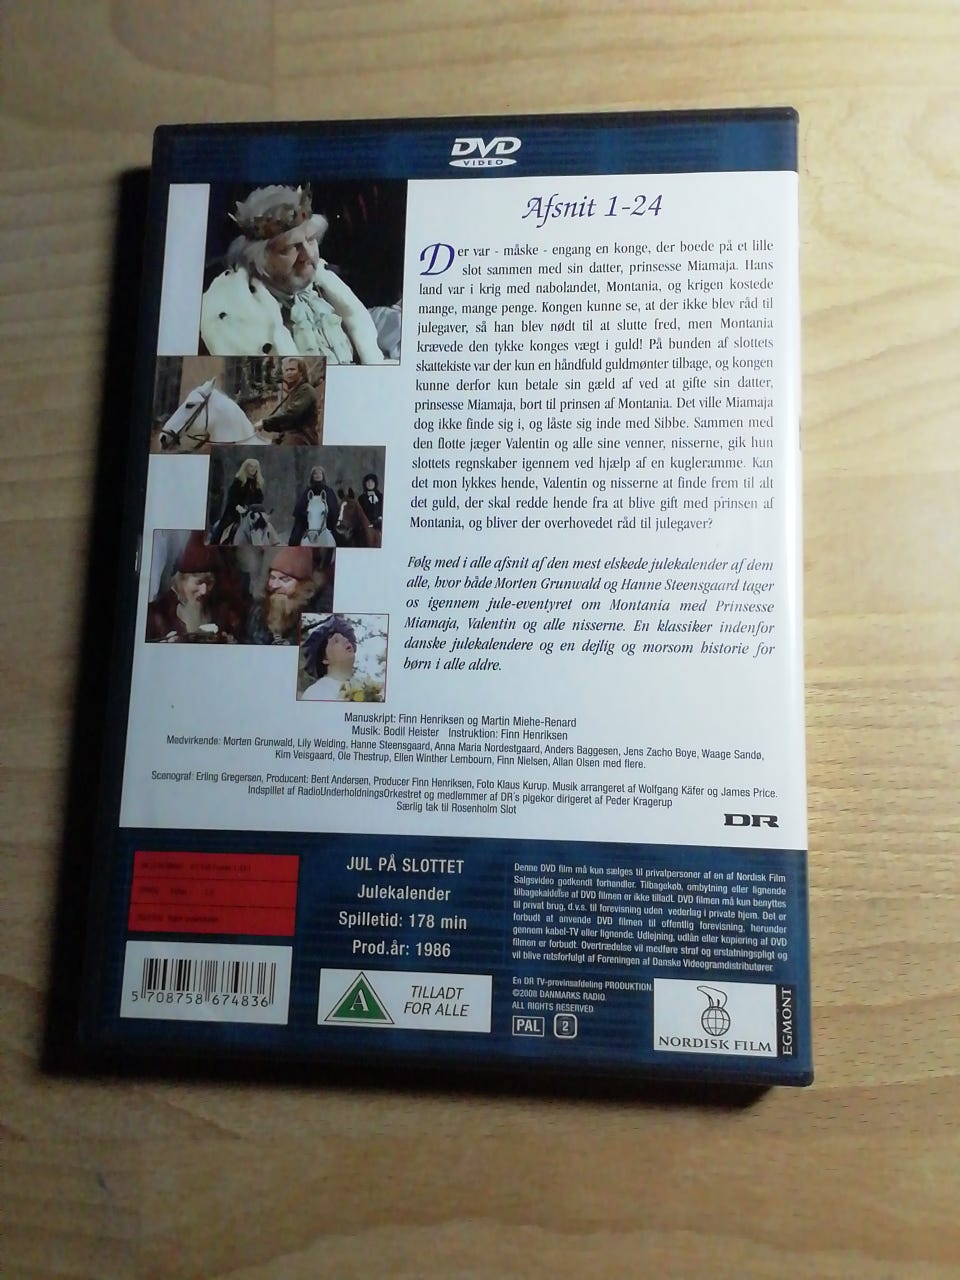 DVD
VIDEO
Afsnit 1-24
Der var - måske - engang en konge, der boede på et lille
slot sammen med sin datter, prinsesse Miamaja. Hans
land var i krig med nabolandet, Montania, og krigen kostede
mange, mange penge. Kongen kunne se, at der ikke blev råd til
julegaver, så han blev nødt til at slutte fred, men Montania
krævede den tykke konges vægt i guld! På bunden af slottets
skattekiste var der kun en håndfuld guldmønter tilbage, og kongen
kunne derfor kun betale sin gæld af ved at gifte sin datter,
prinsesse Miamaja, bort til prinsen af Montania. Det ville Miamaja
dog ikke finde sig i, og låste sig inde med Sibbe. Sammen med
den flotte jæger Valentin og alle sine venner, nisserne, gik hun
slottets regnskaber igennem ved hjælp af en kugleramme. Kan
det mon lykkes hende, Valentin og nisserne at finde frem til alt
det guld, der skal redde hende fra at blive gift med prinsen af
Montania, og bliver der overhovedet råd til julegaver?
Følg med i alle afsnit af den mest elskede julekalender af dem
alle, hvor både Morten Grunwald og Hanne Steensgaard tager
os igennem jule-eventyret om Montania med Prinsesse
Miamaja, Valentin og alle nisserne. En klassiker indenfor
danske julekalendere og en dejlig og morsom historie for
børn i alle aldre.
Manuskript: Finn Henriksen og Martin Miehe-Renard
Musik: Bodil Heister Instruktion: Finn Henriksen
Medvirkende: Morten Grunwald, Lily Weiding, Hanne Steensgaard, Anna Maria Nordestgaard, Anders Baggesen, Jens Zacho Boye, Waage Sandø,
Kim Veisgaard, Ole Thestrup, Ellen Winther Lembourn, Finn Nielsen, Allan Olsen med flere.
Scenograf: Erling Gregersen, Producent: Bent Andersen, Producer Finn Henriksen, Foto Klaus Kurup. Musik arrangeret af Wolfgang Käfer og James Price.
Indspillet af RadioUnderholdningsOrkestret og medlemmer af DR's pigekor dirigeret af Peder Kragerup
Særlig tak til Rosenholm Slot
DR
JUL PÅ SLOTTET
Julekalender
Spilletid: 178 min
Prod.år: 1986
Denne DVD film må kun sælges til privatpersoner af en af Nordisk Film
Salgsvideo godkendt forhandler. Tilbagekøb, ombytning eller lignende
tilbagekaldelse af DVD filmen er ikke tilladt. DVD filmen må kun benyttes
til privat brug, d.v.s. til forevisning uden vederlag i private hjem. Det er
forbudt at anvende DVD filmen til offentlig forevisning, herunder
gennem kabel-TV eller lignende. Udlejning, udlån eller kopiering af DVD
filmen er forbudt. Overtrædelse vil medføre straf og erstatningspligt og
vil blive retsforfulgt af Foreningen af Danske Videogramdistributører.
5 708758 674836
A
TILLADT
FOR ALLE
En DR TV-provinsafdeling PRODUKTION.
©2008 DANMARKS RADIO.
ALL RIGHTS RESERVED
PAL 2
NORDISK FILM
EGMONT